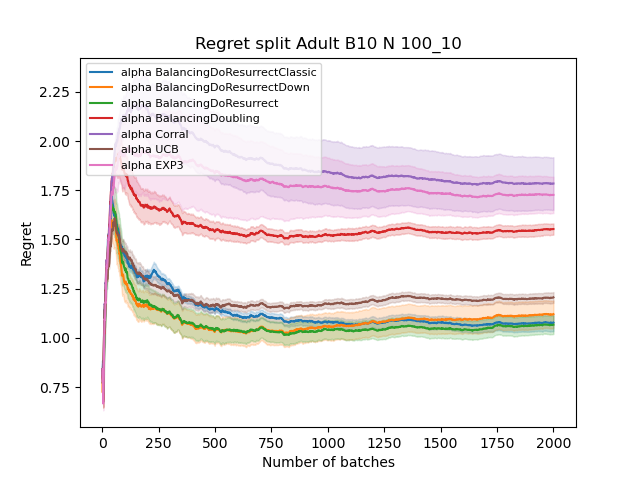 Regret split Adult B10 N 100_10
alpha BalancingDoResurrectClassic
alpha BalancingDoResurrectDown
alpha BalancingDoResurrect
alpha BalancingDoubling
alpha Corral
alpha UCB
alpha EXP3
Regret
2.25
2.00
1.75
1.50
1.25
1.00
0.75
0 250 500 750 1000 1250 1500 1750 2000
Number of batches